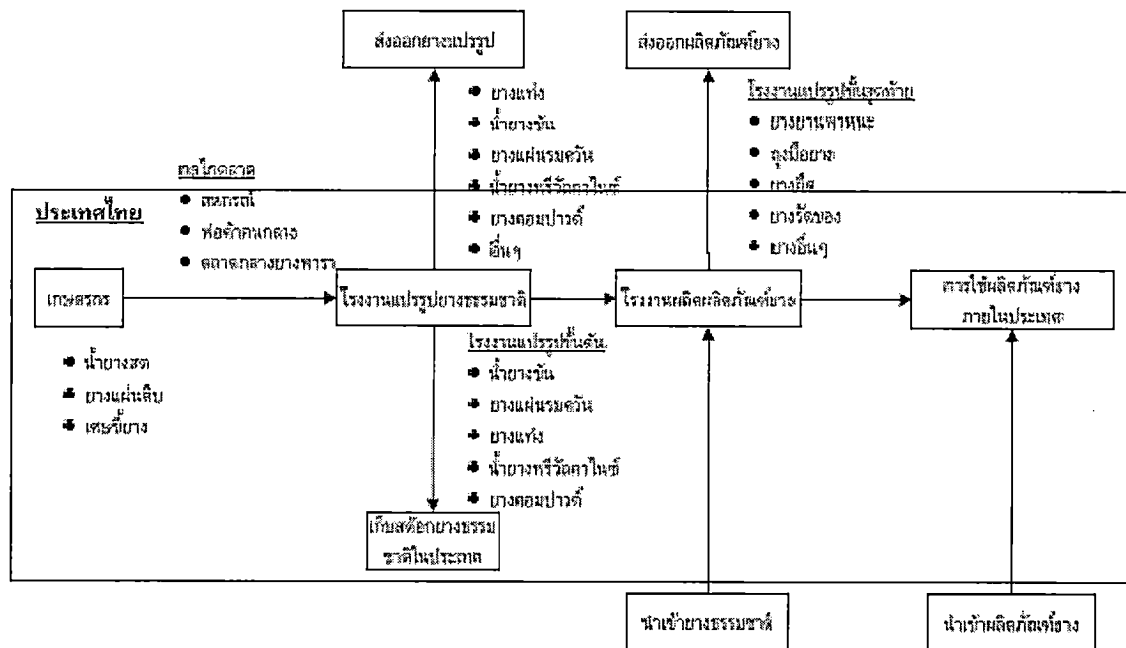 ส่งออกยางแปรรูป
ส่งออกผลิตภัณฑ์ยาง
● ยางแท่ง
● น้ำยางข้น
● ยางแผ่นรมควัน
● น้ำยางพรีวัลคาไนซ์
● ยางคอมปาวด์
● อื่นๆ
โรงงานแปรรูปขั้นสุดท้าย
● ยางยานพาหนะ
● ถุงมือยาง
● ยางยืด
● ยางรัดของ
● ยางอื่นๆ
กลไกตลาด
● สหกรณ์
● พ่อค้าคนกลาง
● ตลาดกลางยางพารา
ประเทศไทย
เกษตรกร
โรงงานแปรรูปยางธรรมชาติ
โรงงานผลิตผลิตภัณฑ์ยาง
การใช้ผลิตภัณฑ์ยาง
ภายในประเทศ
● น้ำยางสด
● ยางแผ่นดิบ
● เศษขี้ยาง
โรงงานแปรรูปขั้นต้น
● น้ำยางข้น
● ยางแผ่นรมควัน
● ยางแท่ง
● น้ำยางพรีวัลคาไนซ์
● ยางคอมปาวด์
เก็บสต๊อกยางธรรม
ชาติในประเทศ
นำเข้ายางธรรมชาติ
นำเข้าผลิตภัณฑ์ยาง